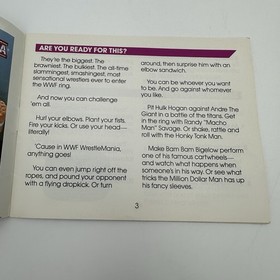 ARE YOU READY FOR THIS?
They're the biggest. The
browniest. The bulkiest. The all-time
slammingest, smashingest, most
sensational wrestlers ever to enter
the WWF ring.
And now you can challenge
'em all.
Hurl your elbows. Plant your fists.
Fire your kicks. Or use your head—
literally!
'Cause in WWF WrestleMania,
anything goes!
You can even jump right off the
ropes, and pound your opponent
with a flying dropkick. Or turn
around, then surprise him with an
elbow sandwich.
You can be whoever you want
to be. And go against whomever
you like.
Pit Hulk Hogan against Andre The
Giant in a battle of the titans. Get
in the ring with Randy "Macho
Man" Savage. Or shake, rattle and
roll with the Honky Tonk Man.
Make Bam Bam Bigelow perform
one of his famous cartwheels—
and watch what happens when
someone's in his way. Or see what
tricks the Million Dollar Man has up
his fancy sleeves.
3